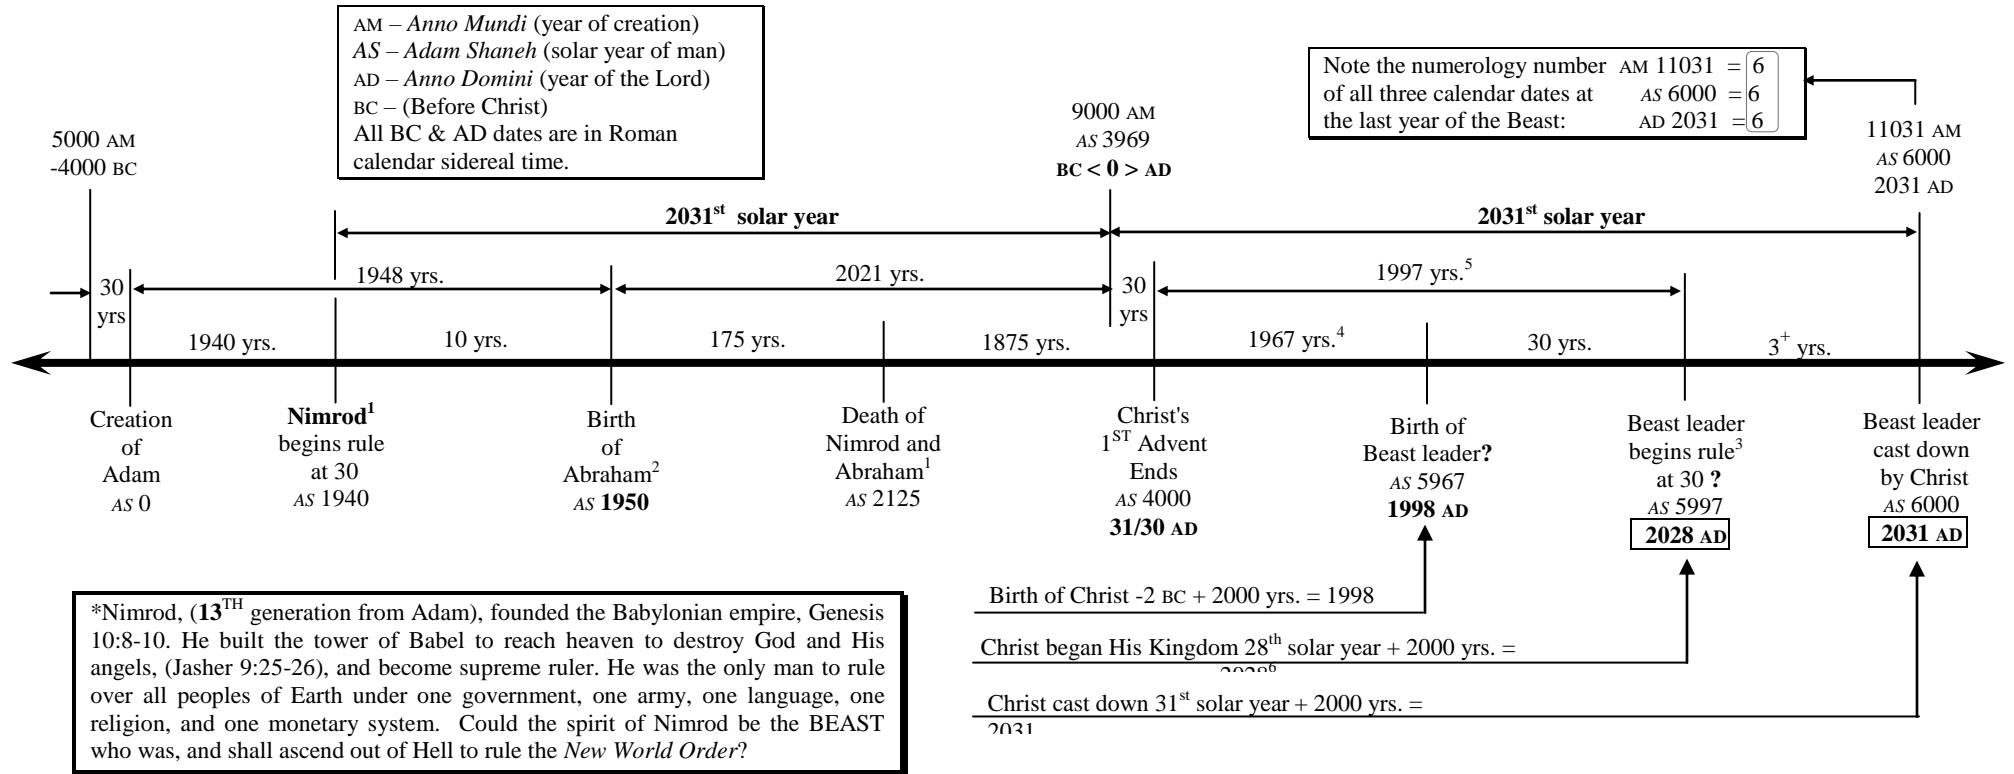 AM – Anno Mundi (year of creation)
AS – Adam Shaneh (solar year of man)
AD – Anno Domini (year of the Lord)
BC – (Before Christ)
All BC & AD dates are in Roman
calendar sidereal time.
Note the numerology number AM 11031 = 6
of all three calendar dates at AS 6000 = 6
the last year of the Beast: AD 2031 = 6
5000 AM
-4000 BC
9000 AM
AS 3969
BC < 0 > AD
11031 AM
AS 6000
2031 AD
2031st solar year
2031st solar year
30
yrs
1948 yrs.
2021 yrs.
30
yrs
1997 yrs.5
1940 yrs.
10 yrs.
175 yrs.
1875 yrs.
1967 yrs.4
30 yrs.
3+ yrs.
Creation
of
Adam
AS 0
Nimrod1
begins rule
at 30
AS 1940
Birth
of
Abraham2
AS 1950
Death of
Nimrod and
Abraham1
AS 2125
Christ's
1ST Advent
Ends
AS 4000
31/30 AD
Birth of
Beast leader?
AS 5967
1998 AD
Beast leader
begins rule3
at 30 ?
AS 5997
2028 AD
Beast leader
cast down
by Christ
AS 6000
2031 AD
*Nimrod, (13TH generation from Adam), founded the Babylonian empire, Genesis
10:8-10. He built the tower of Babel to reach heaven to destroy God and His
angels, (Jasher 9:25-26), and become supreme ruler. He was the only man to rule
over all peoples of Earth under one government, one army, one language, one
religion, and one monetary system. Could the spirit of Nimrod be the BEAST
who was, and shall ascend out of Hell to rule the New World Order?
Birth of Christ -2 BC + 2000 yrs. = 1998
Christ began His Kingdom 28th solar year + 2000 yrs. =
20286
Christ cast down 31st solar year + 2000 yrs. =
2031